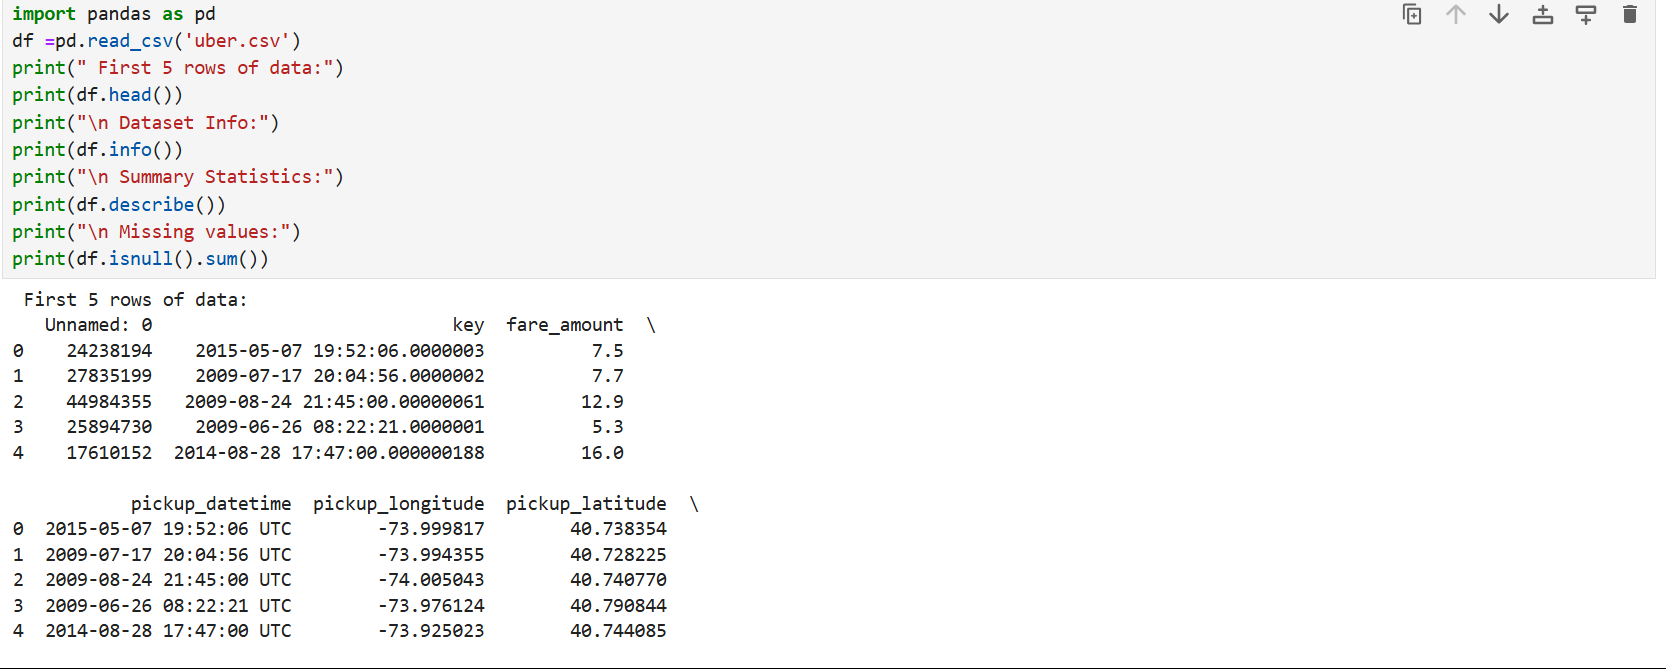 import pandas as pd
df =pd.read_csv('uber.csv')
print(" First 5 rows of data:")
print(df.head())
print("\n Dataset Info:")
print(df.info())
print("\n Summary Statistics:")
print(df.describe())
print("\n Missing values:")
print(df.isnull().sum())
 First 5 rows of data:
   Unnamed: 0                            key  fare_amount  \
0    24238194    2015-05-07 19:52:06.0000003          7.5
1    27835199    2009-07-17 20:04:56.0000002          7.7
2    44984355   2009-08-24 21:45:00.00000061         12.9
3    25894730    2009-06-26 08:22:21.0000001          5.3
4    17610152  2014-08-28 17:47:00.000000188         16.0
           pickup_datetime  pickup_longitude  pickup_latitude  \
0  2015-05-07 19:52:06 UTC        -73.999817        40.738354
1  2009-07-17 20:04:56 UTC        -73.994355        40.728225
2  2009-08-24 21:45:00 UTC        -74.005043        40.740770
3  2009-06-26 08:22:21 UTC        -73.976124        40.790844
4  2014-08-28 17:47:00 UTC        -73.925023        40.744085